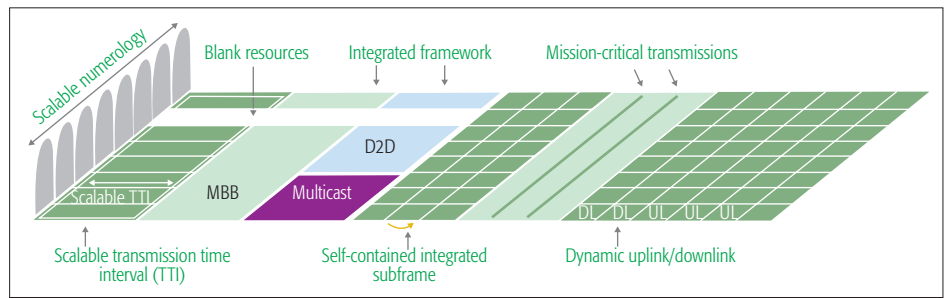 Scalable numerology
Blank resources
Integrated framework
Mission-critical transmissions
D2D
Scalable TTI
MBB
Multicast
DL DL UL UL UL
Scalable transmission time
interval (TTI)
Self-contained integrated
subframe
Dynamic uplink/downlink